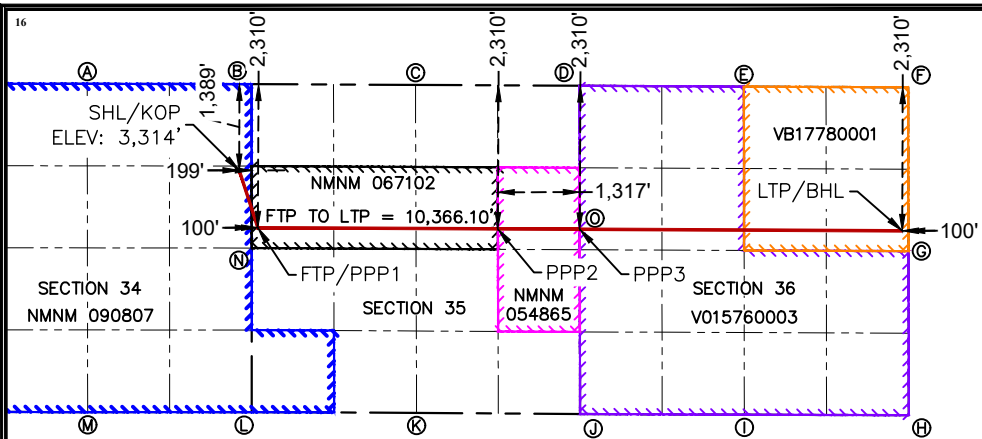 16
2,310'
2,310'
2,310'
2,310'
A
B
C
D
E
F
1,389'
SHL/KOP
ELEV: 3,314'
VB17780001
199'
NMNM 067102
1,317'
LTP/BHL
FTP TO LTP = 10,366.10'
O
100'
100'
N
G
FTP/PPP1
PPP2
PPP3
SECTION 34
NMNM 090807
SECTION 35
NMNM
054865
SECTION 36
V015760003
M
L
K
J
I
H